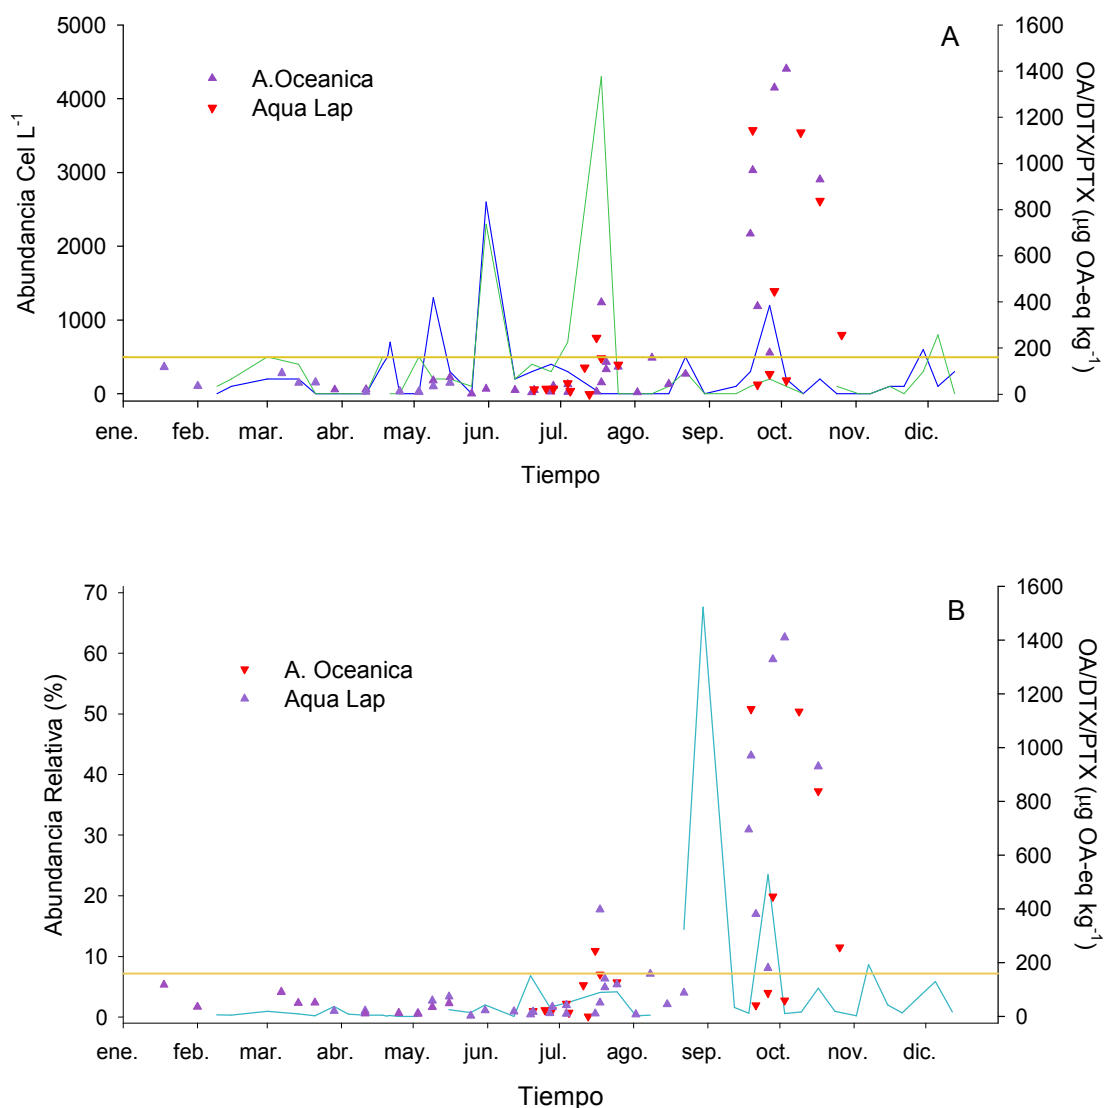 A
A.Oceanica
Aqua Lap
Abundancia Cel L⁻¹
5000
4000
3000
2000
1000
0
OA/DTX/PTX (μg OA-eq kg⁻¹)
1600
1400
1200
1000
800
600
400
200
0
ene. feb. mar. abr. may. jun. jul. ago. sep. oct. nov. dic.
Tiempo
B
A. Oceanica
Aqua Lap
Abundancia Relativa (%)
70
60
50
40
30
20
10
0
OA/DTX/PTX (μg OA-eq kg⁻¹)
1600
1400
1200
1000
800
600
400
200
0
ene. feb. mar. abr. may. jun. jul. ago. sep. oct. nov. dic.
Tiempo